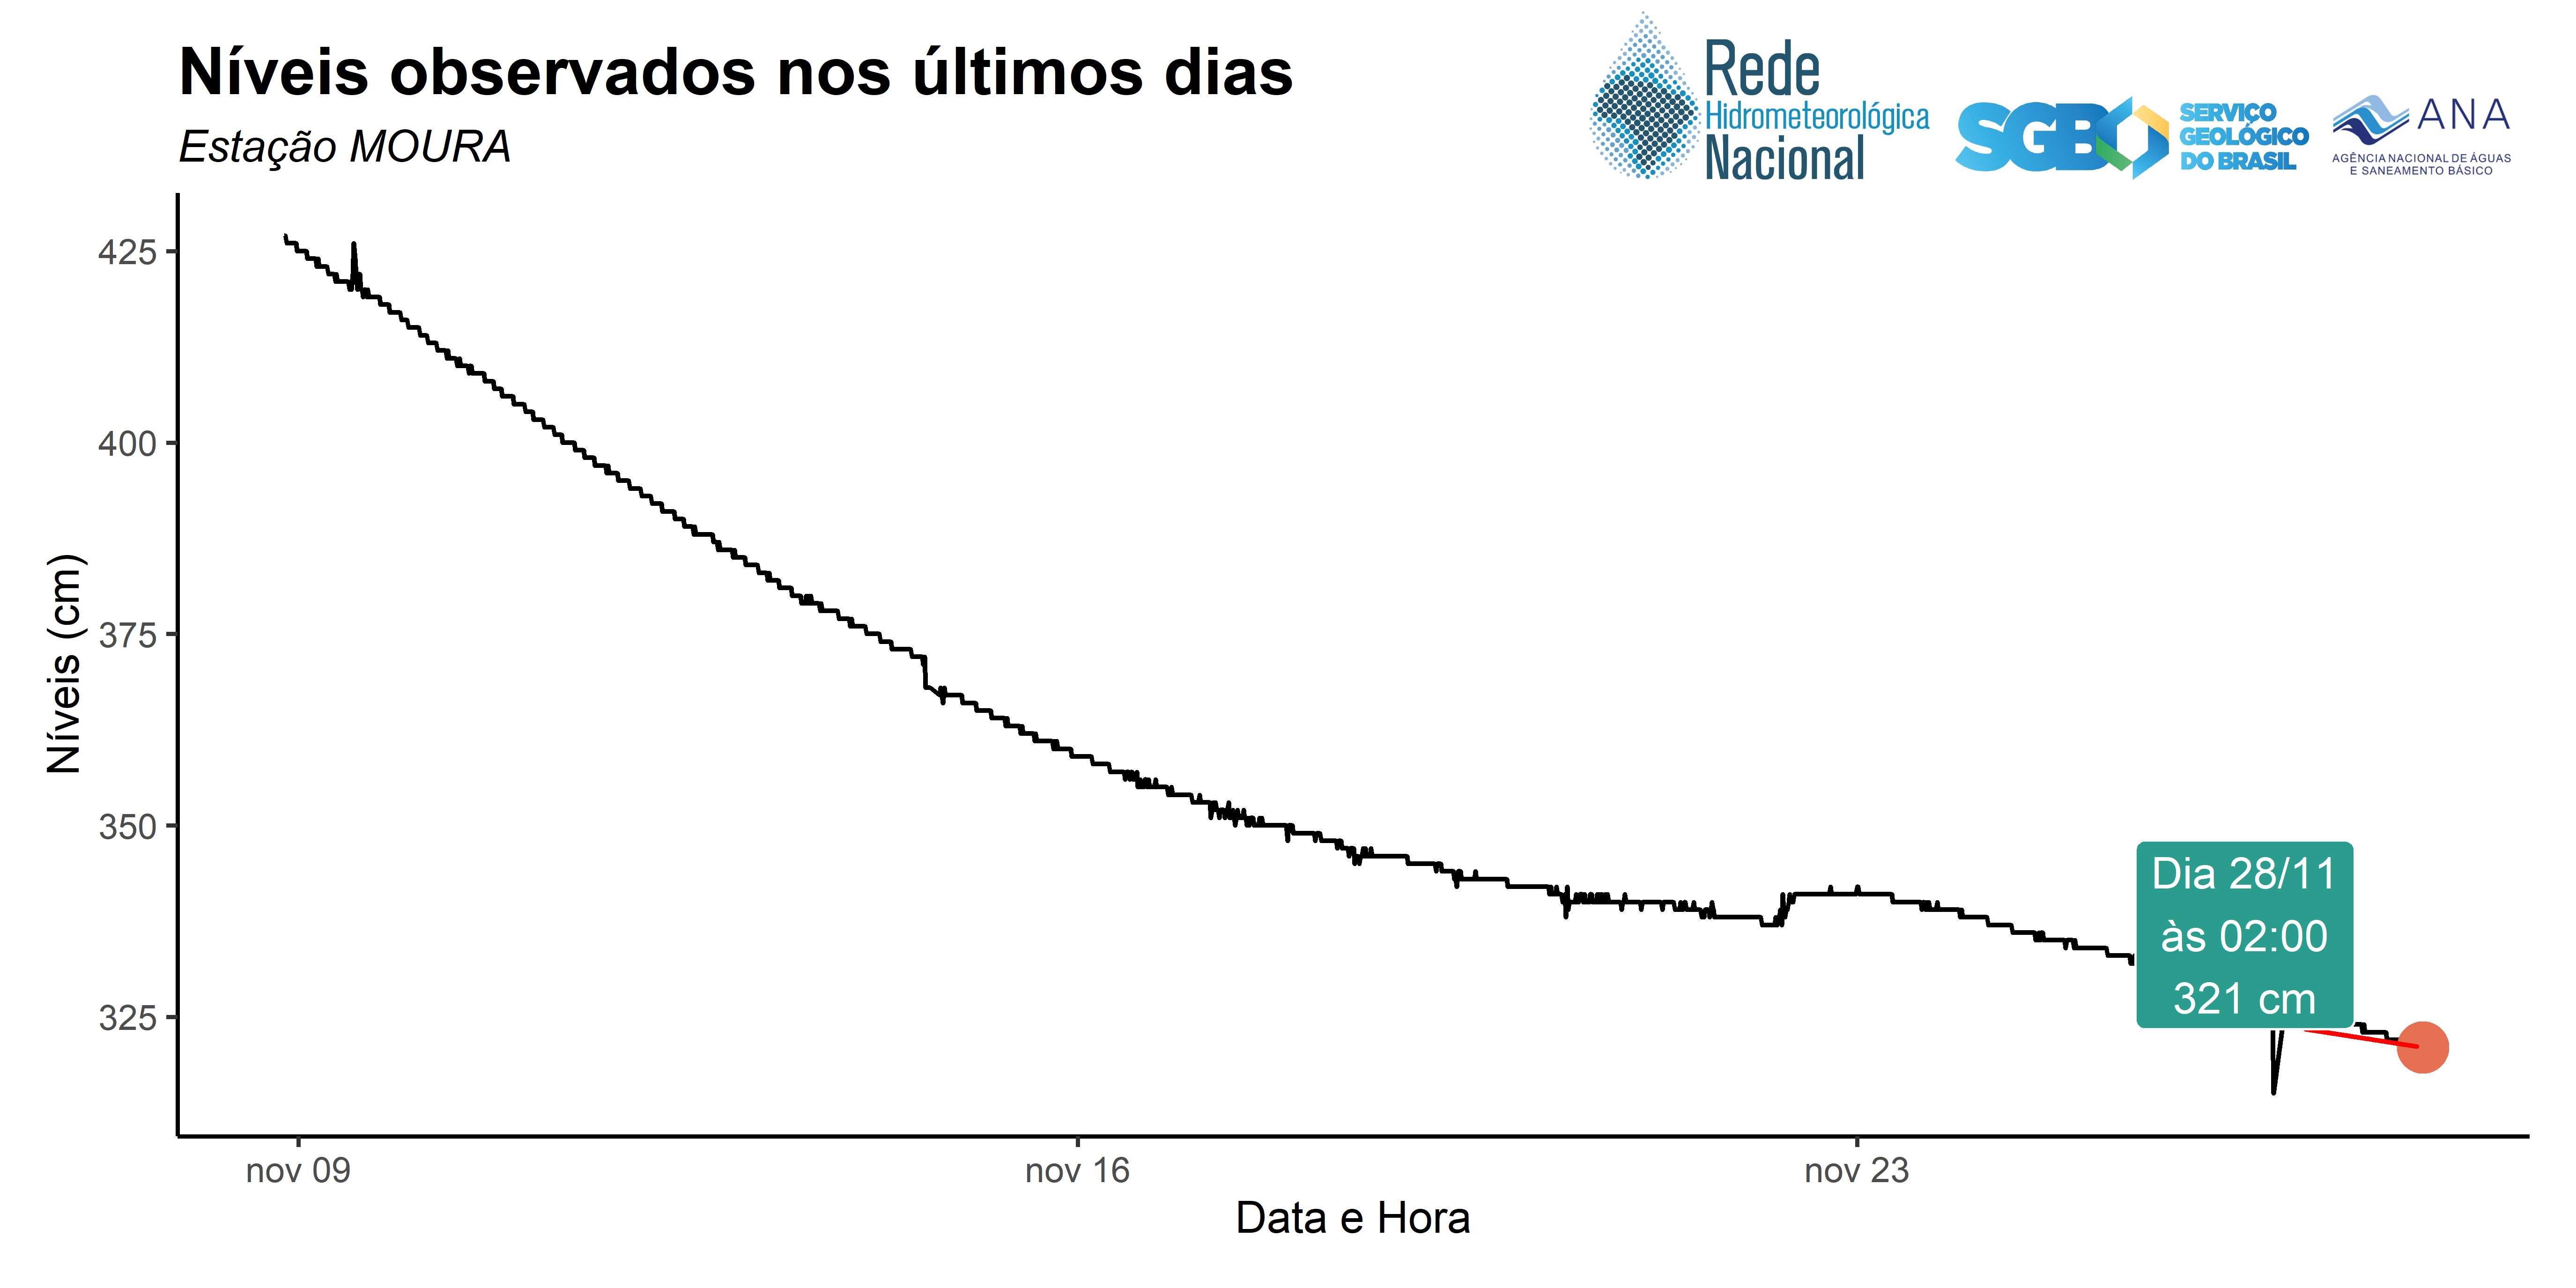 Níveis observados nos últimos dias
Estação MOURA
Rede
Hidrometeorológica
Nacional
SGB
SERVIÇO
GEOLÓGICO
DO BRASIL
ANA
AGÊNCIA NACIONAL DE ÁGUAS
E SANEAMENTO BÁSICO
Níveis (cm)
425
400
375
350
325
Dia 28/11
às 02:00
321 cm
nov 09
nov 16
nov 23
Data e Hora